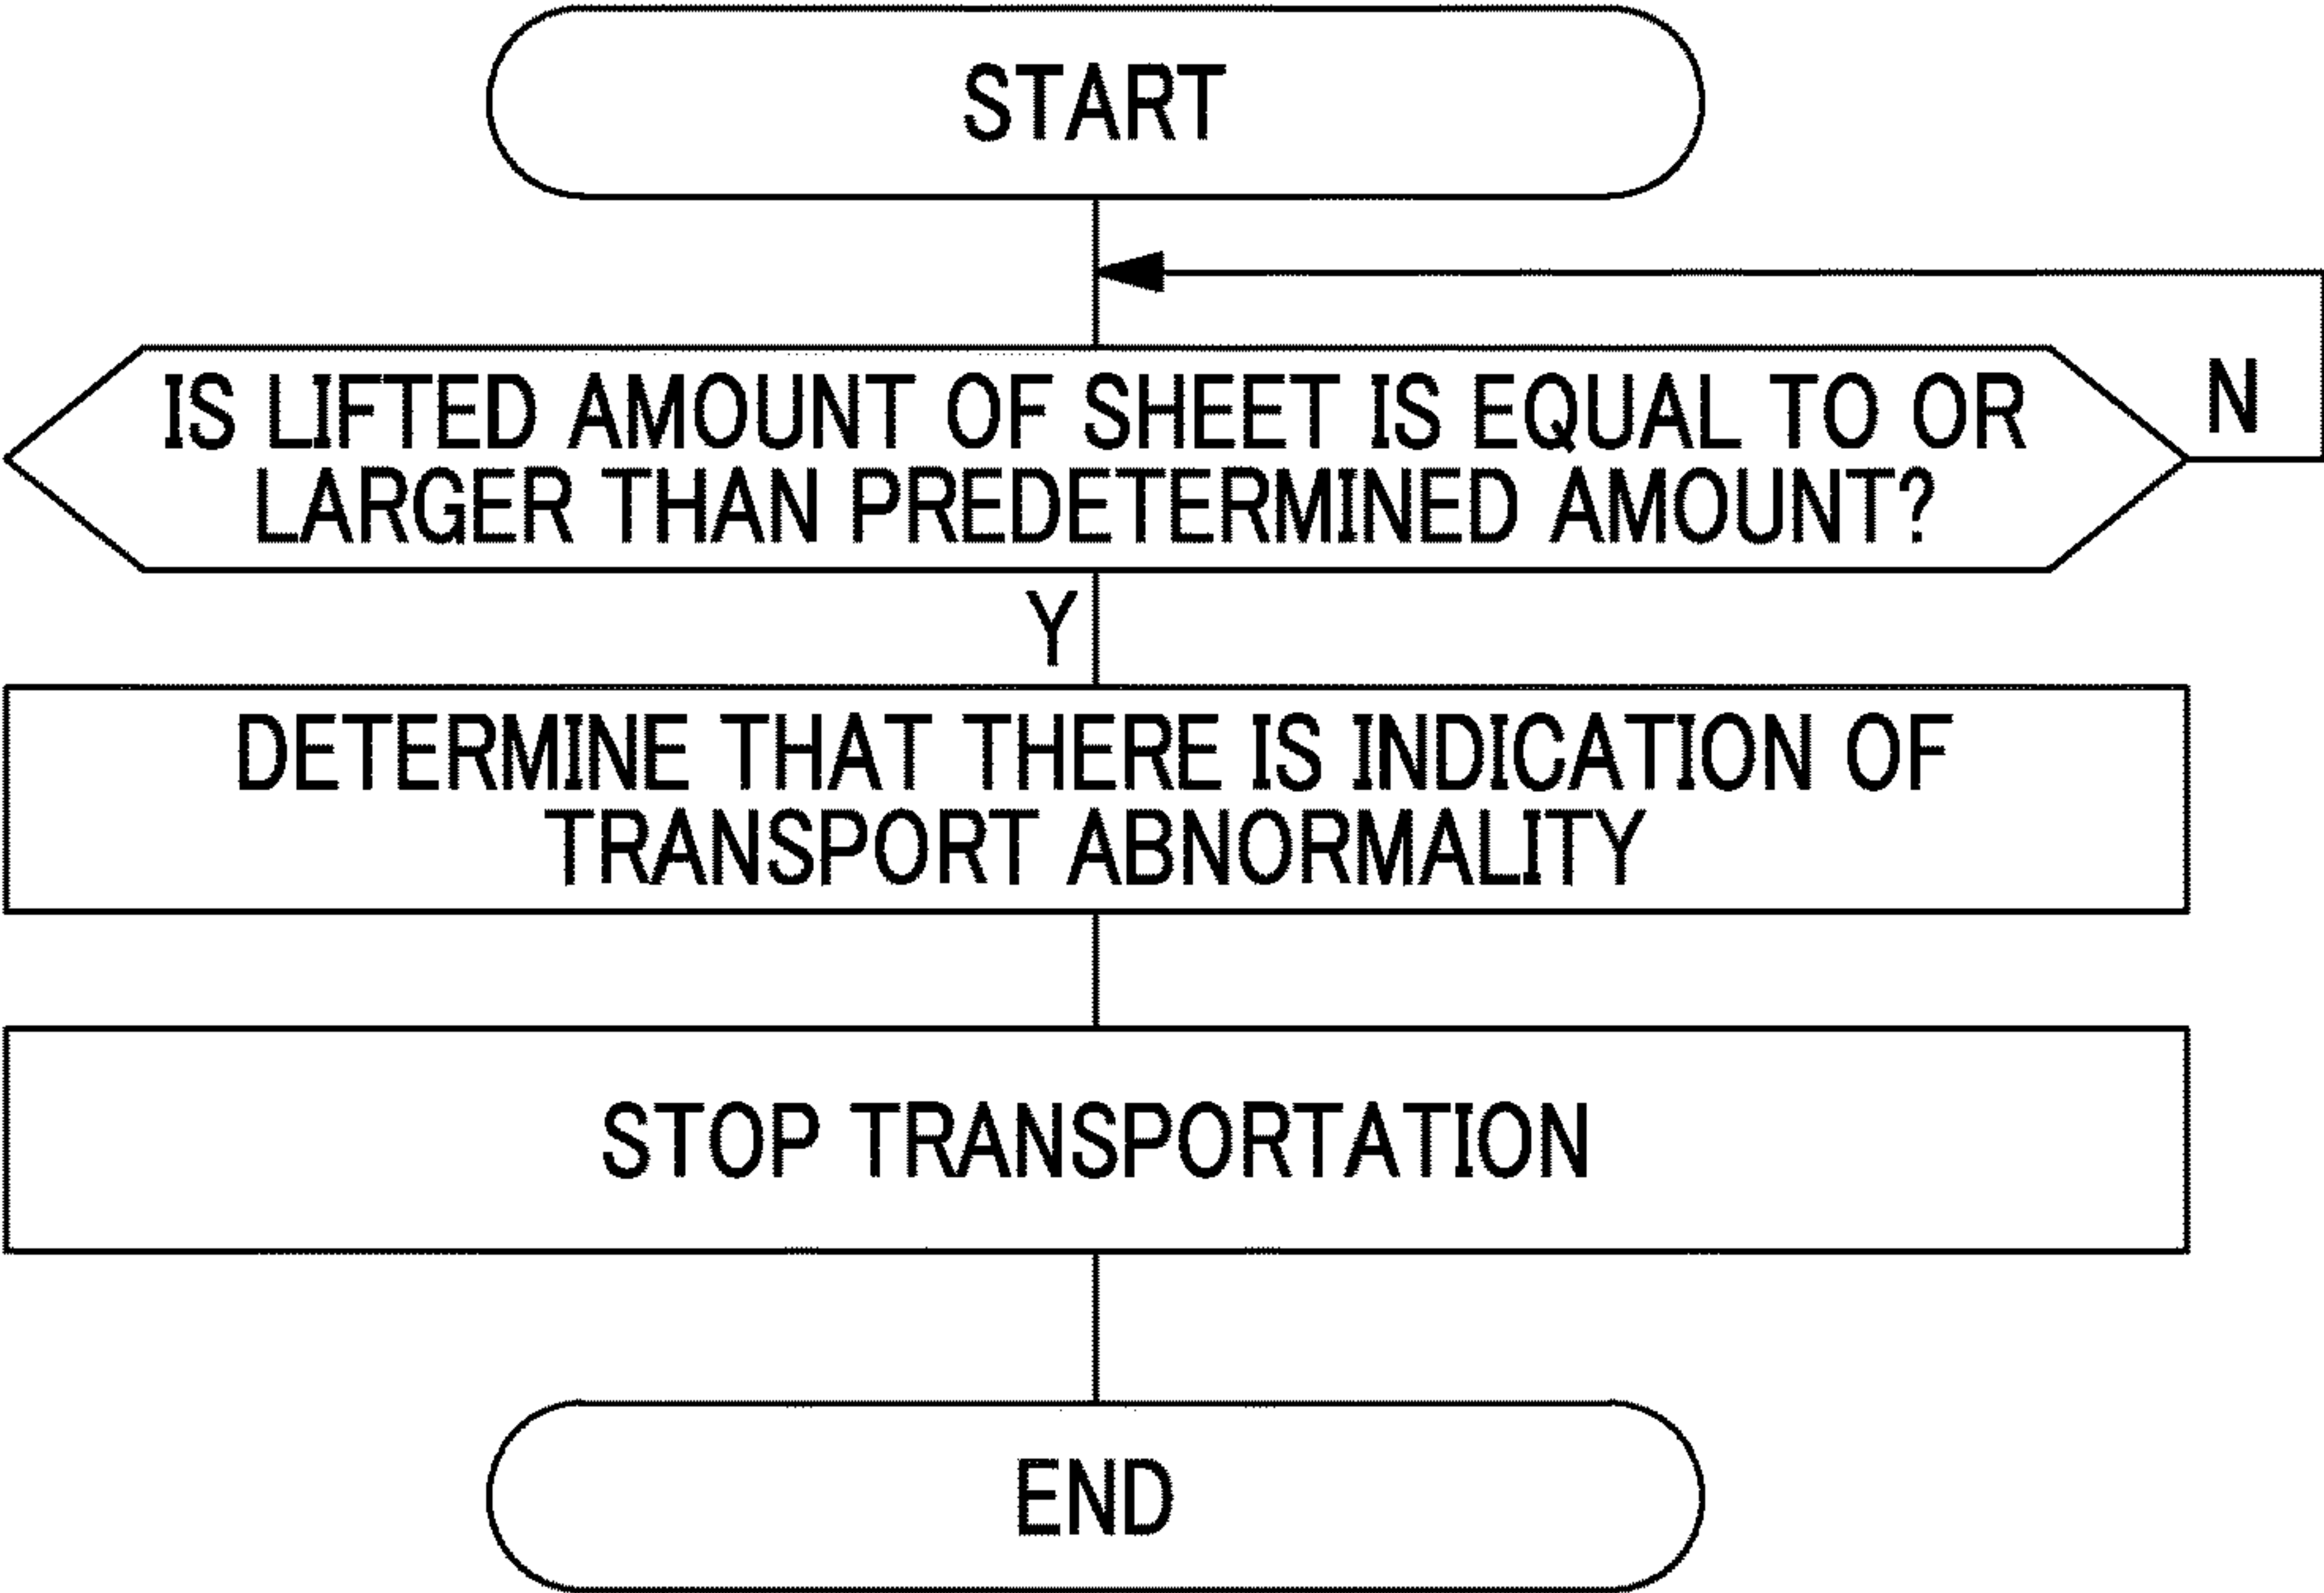 START
IS LIFTED AMOUNT OF SHEET IS EQUAL TO OR
LARGER THAN PREDETERMINED AMOUNT?
N
Y
DETERMINE THAT THERE IS INDICATION OF
TRANSPORT ABNORMALITY
STOP TRANSPORTATION
END